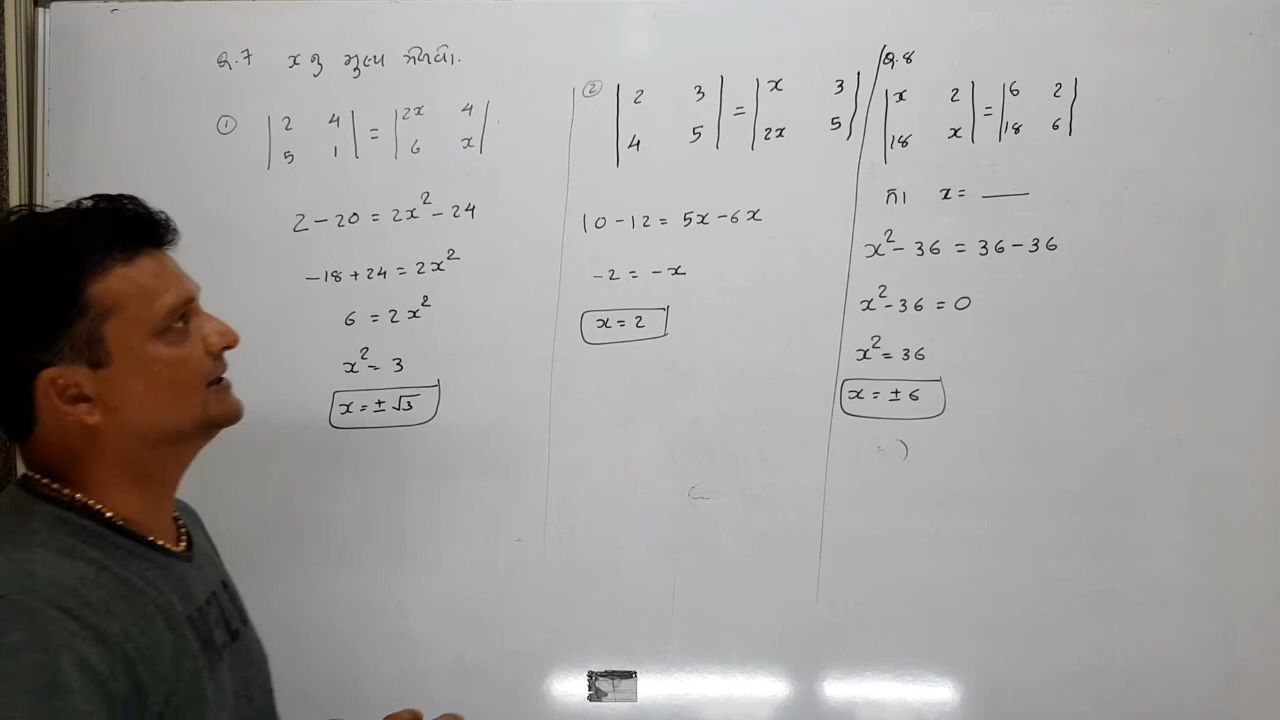 Q.7 x નુ મુલ્ય મેળવો.
① | 2 4 | = | 2x 4 |
| 5 1 | | 6 x |
2 - 20 = 2x² - 24
- 18 + 24 = 2x²
6 = 2x²
x² = 3
x = ± √3
② | 2 3 | = | x 3 |
| 4 5 | | 2x 5 |
10 - 12 = 5x - 6x
- 2 = - x
x = 2
Q.8
| x 2 | = | 6 2 |
| 18 x | | 18 6 |
તો x = ___
x² - 36 = 36 - 36
x² - 36 = 0
x² = 36
x = ± 6